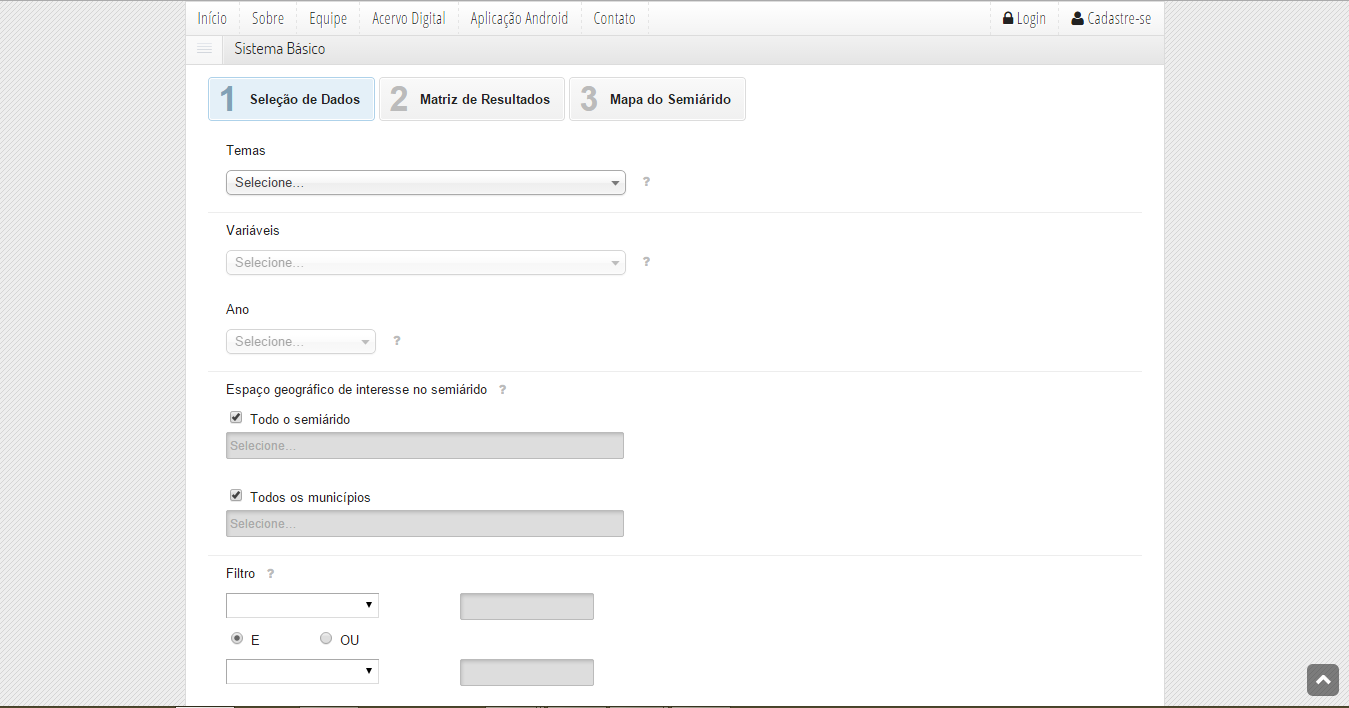 Início Sobre Equipe Acervo Digital Aplicação Android Contato Login Cadastre-se
Sistema Básico
1 Seleção de Dados 2 Matriz de Resultados 3 Mapa do Semiárido
Temas
Selecione... ?
Variáveis
Selecione... ?
Ano
Selecione... ?
Espaço geográfico de interesse no semiárido ?
Todo o semiárido
Selecione...
Todos os municípios
Selecione...
Filtro ?
E OU